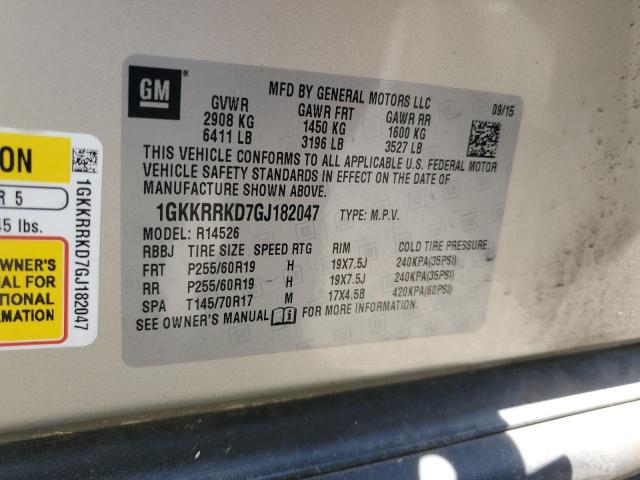 GM
MFD BY GENERAL MOTORS LLC
09/15
GVWR GAWR FRT GAWR RR
2908 KG 1450 KG 1600 KG
6411 LB 3196 LB 3527 LB
THIS VEHICLE CONFORMS TO ALL APPLICABLE U.S. FEDERAL MOTOR
VEHICLE SAFETY STANDARDS IN EFFECT ON THE DATE OF
MANUFACTURE SHOWN ABOVE.
1GKKRRKD7GJ182047 TYPE: M.P.V.
MODEL: R14526
RBBJ TIRE SIZE SPEED RTG RIM COLD TIRE PRESSURE
FRT P255/60R19 H 19X7.5J 240KPA(35PSI)
RR P255/60R19 H 19X7.5J 240KPA(35PSI)
SPA T145/70R17 M 17X4.5B 420KPA(60PSI)
SEE OWNER'S MANUAL FOR MORE INFORMATION.
ION
R 5
45 lbs.
OWNER'S
FOR
1GKKRRKD7GJ182047